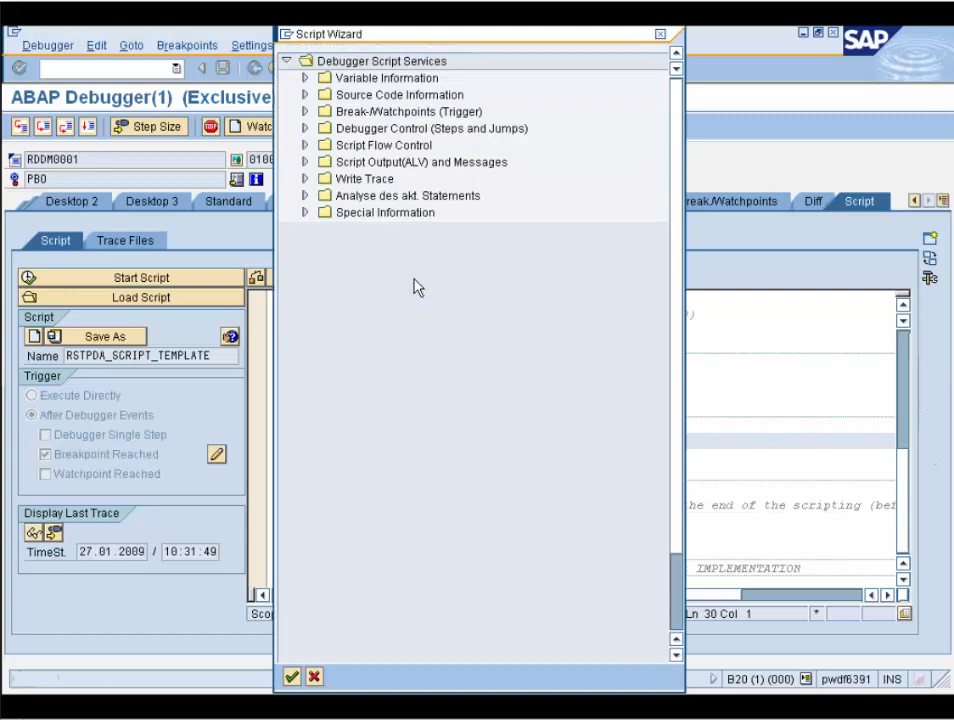 Script Wizard
Debugger Edit Goto Breakpoints Settings
SAP
Debugger Script Services
Variable Information
Source Code Information
Break-/Watchpoints (Trigger)
Debugger Control (Steps and Jumps)
Script Flow Control
Script Output(ALV) and Messages
Write Trace
Analyse des akt. Statements
Special Information
ABAP Debugger(1) (Exclusive
Step Size Watc
RDDM0001 0100
PBO
Desktop 2 Desktop 3 Standard reak./Watchpoints Diff Script
Script Trace Files
Start Script
Load Script
Script
Save As
Name RSTPDA_SCRIPT_TEMPLATE
Trigger
Execute Directly
After Debugger Events
Debugger Single Step
Breakpoint Reached
Watchpoint Reached
he end of the scripting (bef
Display Last Trace
TimeSt. 27.01.2009 / 10:31:49
IMPLEMENTATION
Scop Ln 30 Col 1 *
B20 (1) (000) pwdf6391 INS